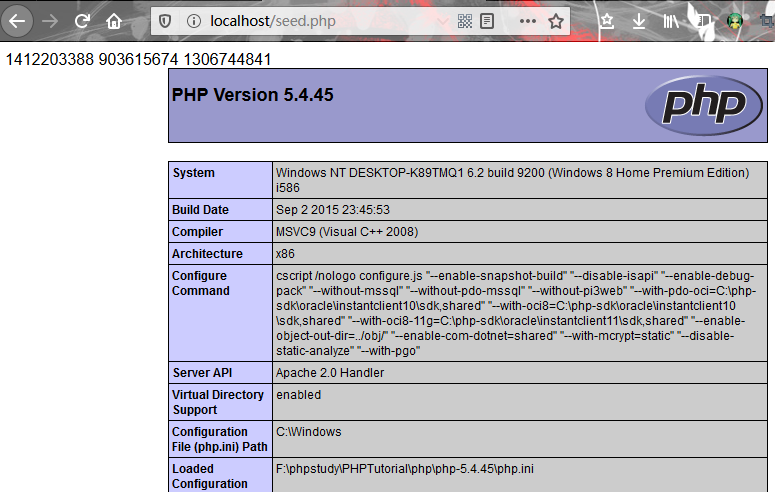 localhost/seed.php
1412203388 903615674 1306744841
PHP Version 5.4.45
php
System
Windows NT DESKTOP-K89TMQ1 6.2 build 9200 (Windows 8 Home Premium Edition)
i586
Build Date
Sep 2 2015 23:45:53
Compiler
MSVC9 (Visual C++ 2008)
Architecture
x86
Configure
Command
cscript /nologo configure.js "--enable-snapshot-build" "--disable-isapi" "--enable-debug-
pack" "--without-mssql" "--without-pdo-mssql" "--without-pi3web" "--with-pdo-oci=C:\php-
sdk\oracle\instantclient10\sdk,shared" "--with-oci8=C:\php-sdk\oracle\instantclient10
\sdk,shared" "--with-oci8-11g=C:\php-sdk\oracle\instantclient11\sdk,shared" "--enable-
object-out-dir=../obj/" "--enable-com-dotnet=shared" "--with-mcrypt=static" "--disable-
static-analyze" "--with-pgo"
Server API
Apache 2.0 Handler
Virtual Directory
Support
enabled
Configuration
File (php.ini) Path
C:\Windows
Loaded
Configuration
F:\phpstudy\PHPTutorial\php\php-5.4.45\php.ini